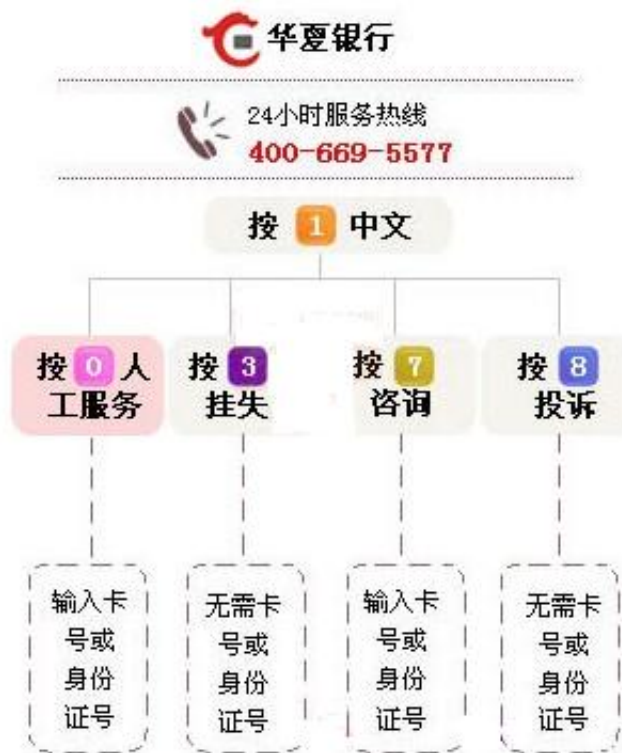 华夏银行
24小时服务热线
400-669-5577
按 1 中文
按 0 人
工服务
按 3
挂失
按 7
咨询
按 8
投诉
输入卡
号或
身份
证号
无需卡
号或
身份
证号
输入卡
号或
身份
证号
无需卡
号或
身份
证号